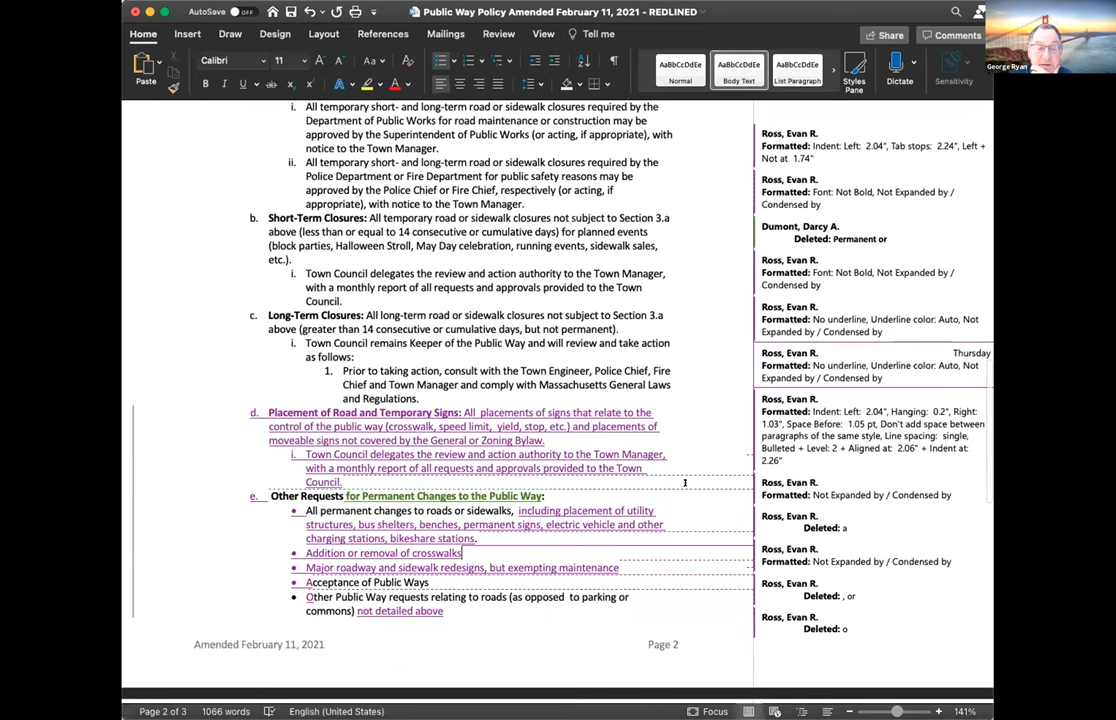 AutoSave OFF
Public Way Policy Amended February 11, 2021 - REDLINED
Home Insert Draw Design Layout References Mailings Review View Tell me
Share Comments
George Ryan
Paste
Calibri 11
AaBbCcDdEe AaBbCcDdEe AaBbCcDdEe
Normal Body Text List Paragraph
Styles Pane
Dictate
Sensitivity
i. All temporary short- and long-term road or sidewalk closures required by the
Department of Public Works for road maintenance or construction may be
approved by the Superintendent of Public Works (or acting, if appropriate), with
notice to the Town Manager.
ii. All temporary short- and long-term road or sidewalk closures required by the
Police Department or Fire Department for public safety reasons may be
approved by the Police Chief or Fire Chief, respectively (or acting, if
appropriate), with notice to the Town Manager.
b. Short-Term Closures: All temporary road or sidewalk closures not subject to Section 3.a
above (less than or equal to 14 consecutive or cumulative days) for planned events
(block parties, Halloween Stroll, May Day celebration, running events, sidewalk sales,
etc.).
i. Town Council delegates the review and action authority to the Town Manager,
with a monthly report of all requests and approvals provided to the Town
Council.
c. Long-Term Closures: All long-term road or sidewalk closures not subject to Section 3.a
above (greater than 14 consecutive or cumulative days, but not permanent).
i. Town Council remains Keeper of the Public Way and will review and take action
as follows:
1. Prior to taking action, consult with the Town Engineer, Police Chief, Fire
Chief and Town Manager and comply with Massachusetts General Laws
and Regulations.
d. Placement of Road and Temporary Signs: All placements of signs that relate to the
control of the public way (crosswalk, speed limit, yield, stop, etc.) and placements of
moveable signs not covered by the General or Zoning Bylaw.
i. Town Council delegates the review and action authority to the Town Manager,
with a monthly report of all requests and approvals provided to the Town
Council.
e. Other Requests for Permanent Changes to the Public Way:
• All permanent changes to roads or sidewalks, including placement of utility
structures, bus shelters, benches, permanent signs, electric vehicle and other
charging stations, bikeshare stations.
• Addition or removal of crosswalks
• Major roadway and sidewalk redesigns, but exempting maintenance
• Acceptance of Public Ways
• Other Public Way requests relating to roads (as opposed to parking or
commons) not detailed above
Amended February 11, 2021 Page 2
Ross, Evan R.
Formatted: Indent: Left: 2.04", Tab stops: 2.24", Left +
Not at 1.74"
Ross, Evan R.
Formatted: Font: Not Bold, Not Expanded by /
Condensed by
Dumont, Darcy A.
Deleted: Permanent or
Ross, Evan R.
Formatted: Font: Not Bold, Not Expanded by /
Condensed by
Ross, Evan R.
Formatted: No underline, Underline color: Auto, Not
Expanded by / Condensed by
Ross, Evan R. Thursday
Formatted: No underline, Underline color: Auto, Not
Expanded by / Condensed by
Ross, Evan R.
Formatted: Indent: Left: 2.04", Hanging: 0.2", Right:
1.03", Space Before: 1.05 pt, Don't add space between
paragraphs of the same style, Line spacing: single,
Bulleted + Level: 2 + Aligned at: 2.06" + Indent at:
2.26"
Ross, Evan R.
Formatted: Not Expanded by / Condensed by
Ross, Evan R.
Deleted: a
Ross, Evan R.
Formatted: Not Expanded by / Condensed by
Ross, Evan R.
Deleted: , or
Ross, Evan R.
Deleted: o
Page 2 of 3 1066 words English (United States) Focus 141%